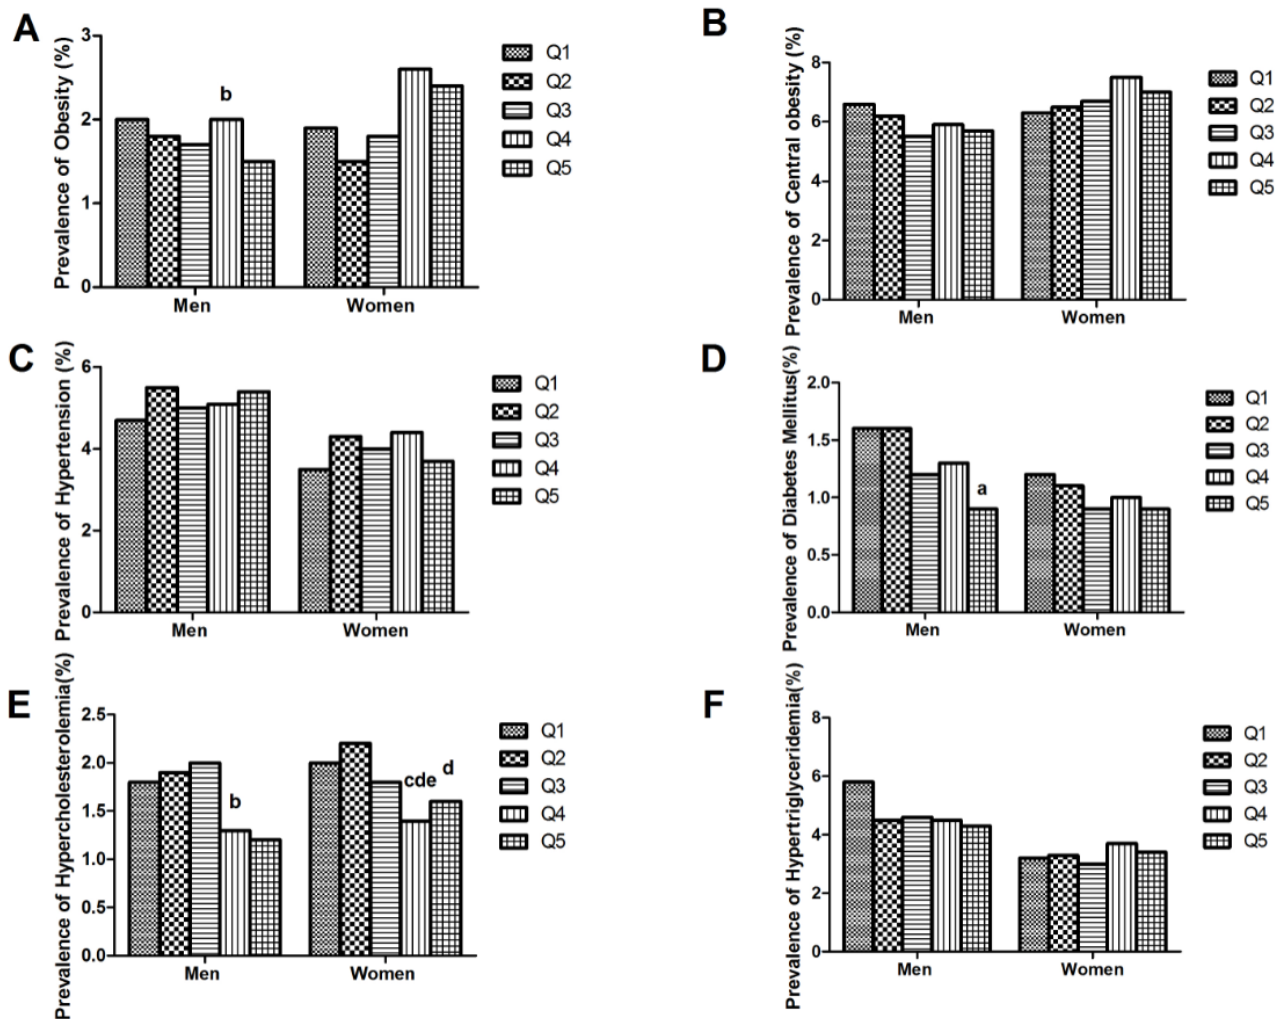 A
Prevalence of Obesity (%)
3
2
1
0
b
Men
Women
Q1
Q2
Q3
Q4
Q5
B
Prevalence of Central obesity (%)
8
6
4
2
0
Men
Women
Q1
Q2
Q3
Q4
Q5
C
Prevalence of Hypertension (%)
6
4
2
0
Men
Women
Q1
Q2
Q3
Q4
Q5
D
Prevalence of Diabetes Mellitus(%)
2.0
1.5
1.0
0.5
0.0
a
Men
Women
Q1
Q2
Q3
Q4
Q5
E
Prevalence of Hypercholesterolemia(%)
2.5
2.0
1.5
1.0
0.5
0.0
b
cde
d
Men
Women
Q1
Q2
Q3
Q4
Q5
F
Prevalence of Hypertriglyceridemia(%)
8
6
4
2
0
Men
Women
Q1
Q2
Q3
Q4
Q5